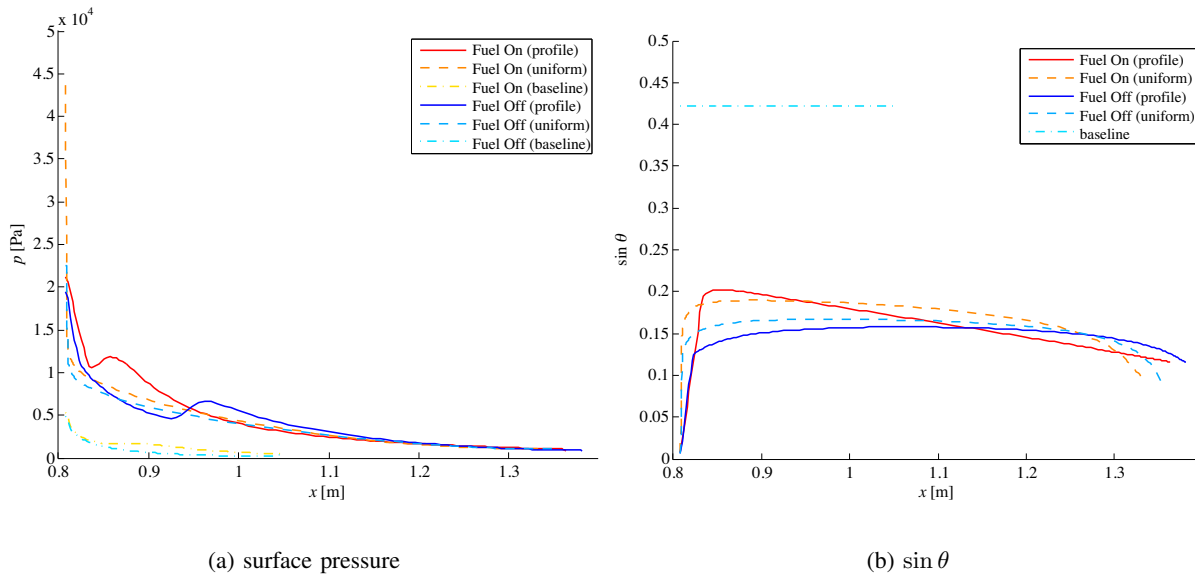 x 10^4
5
4.5
4
3.5
3
2.5
2
1.5
1
0.5
0
0.8
0.9
1
1.1
1.2
1.3
p [Pa]
x [m]
Fuel On (profile)
Fuel On (uniform)
Fuel On (baseline)
Fuel Off (profile)
Fuel Off (uniform)
Fuel Off (baseline)
(a) surface pressure
0.5
0.45
0.4
0.35
0.3
0.25
0.2
0.15
0.1
0.05
0
0.8
0.9
1
1.1
1.2
1.3
sin θ
x [m]
Fuel On (profile)
Fuel On (uniform)
Fuel Off (profile)
Fuel Off (uniform)
baseline
(b) sin θ